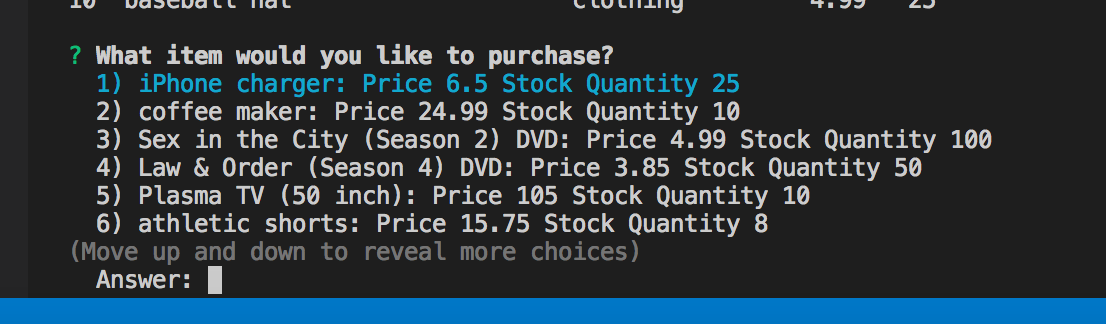 10 baseball hat clothing 4.99 25
? What item would you like to purchase?
1) iPhone charger: Price 6.5 Stock Quantity 25
2) coffee maker: Price 24.99 Stock Quantity 10
3) Sex in the City (Season 2) DVD: Price 4.99 Stock Quantity 100
4) Law & Order (Season 4) DVD: Price 3.85 Stock Quantity 50
5) Plasma TV (50 inch): Price 105 Stock Quantity 10
6) athletic shorts: Price 15.75 Stock Quantity 8
(Move up and down to reveal more choices)
Answer: